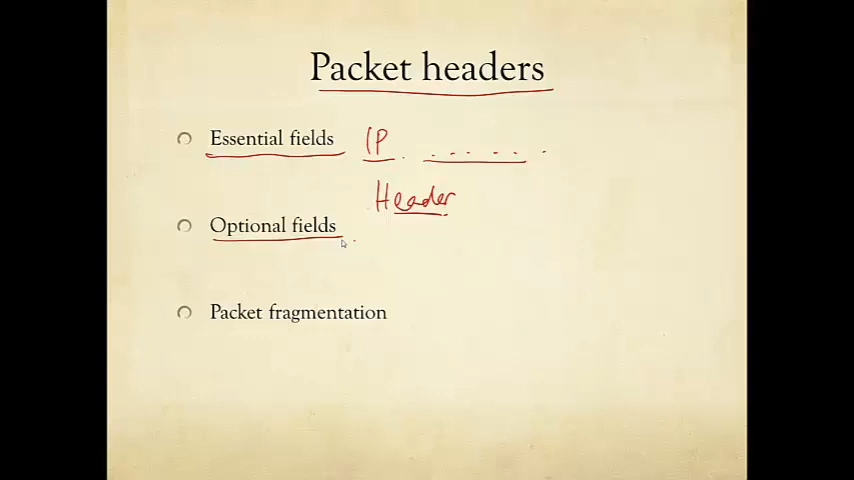 Packet headers
Essential fields IP
Header
Optional fields
Packet fragmentation